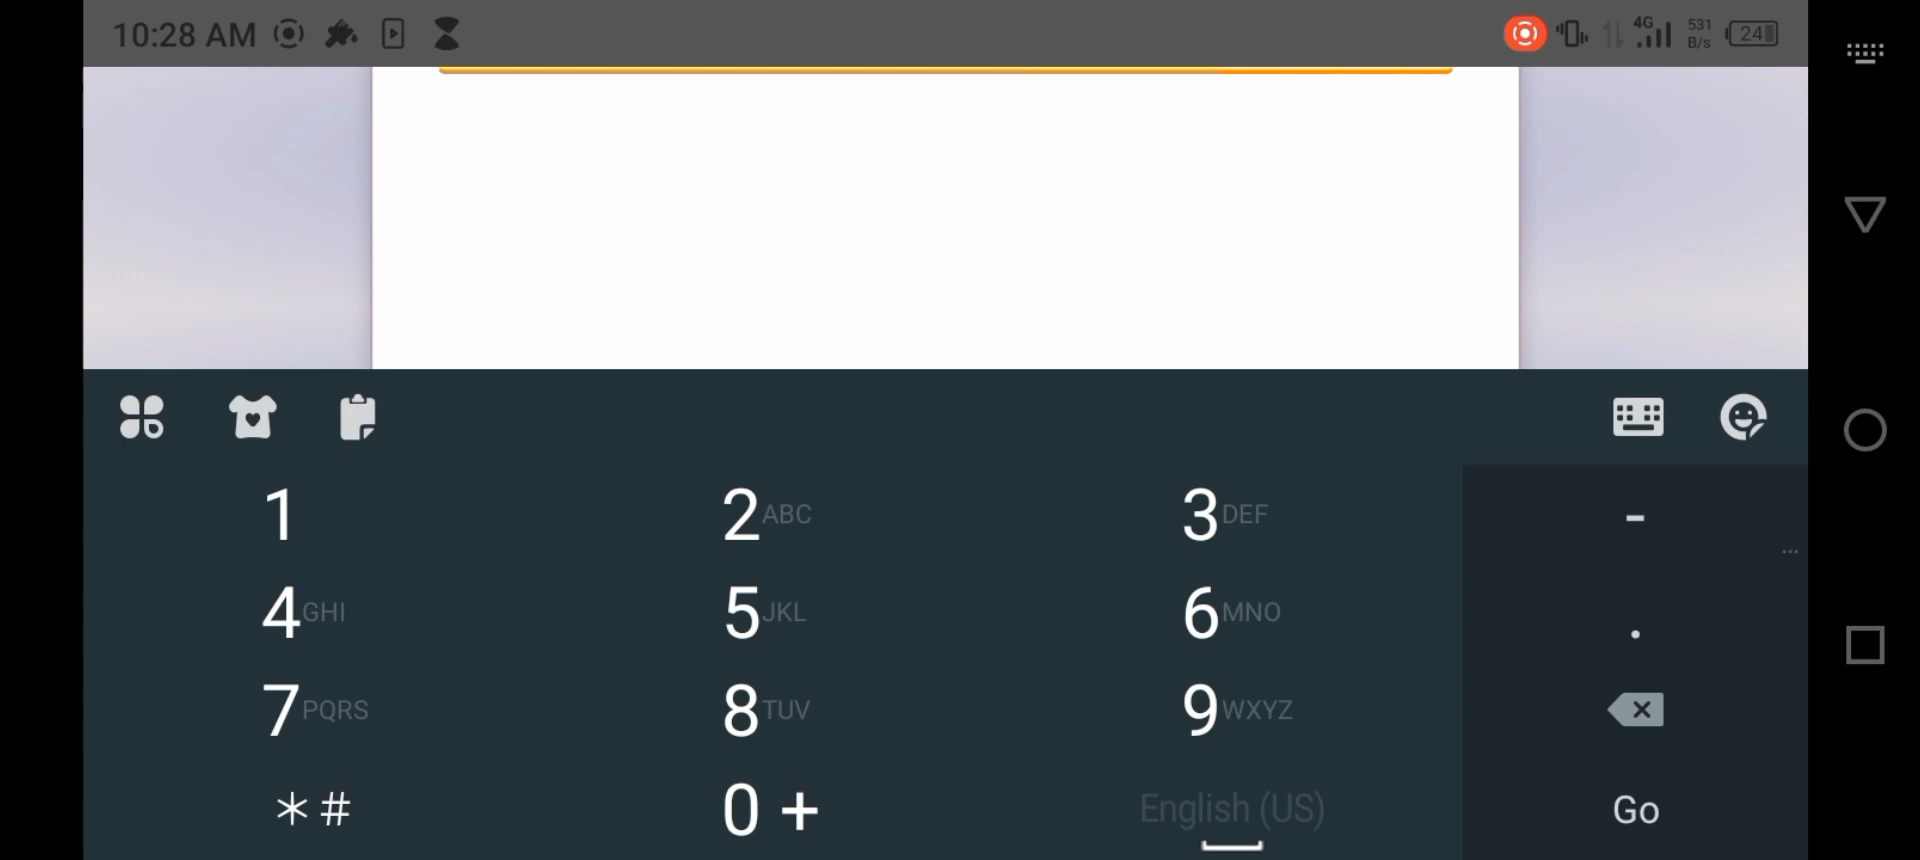 10:28 AM
4G 531 B/s 24
1 2 ABC 3 DEF -
4 GHI 5 JKL 6 MNO .
7 PQRS 8 TUV 9 WXYZ
*# 0 + English (US) Go